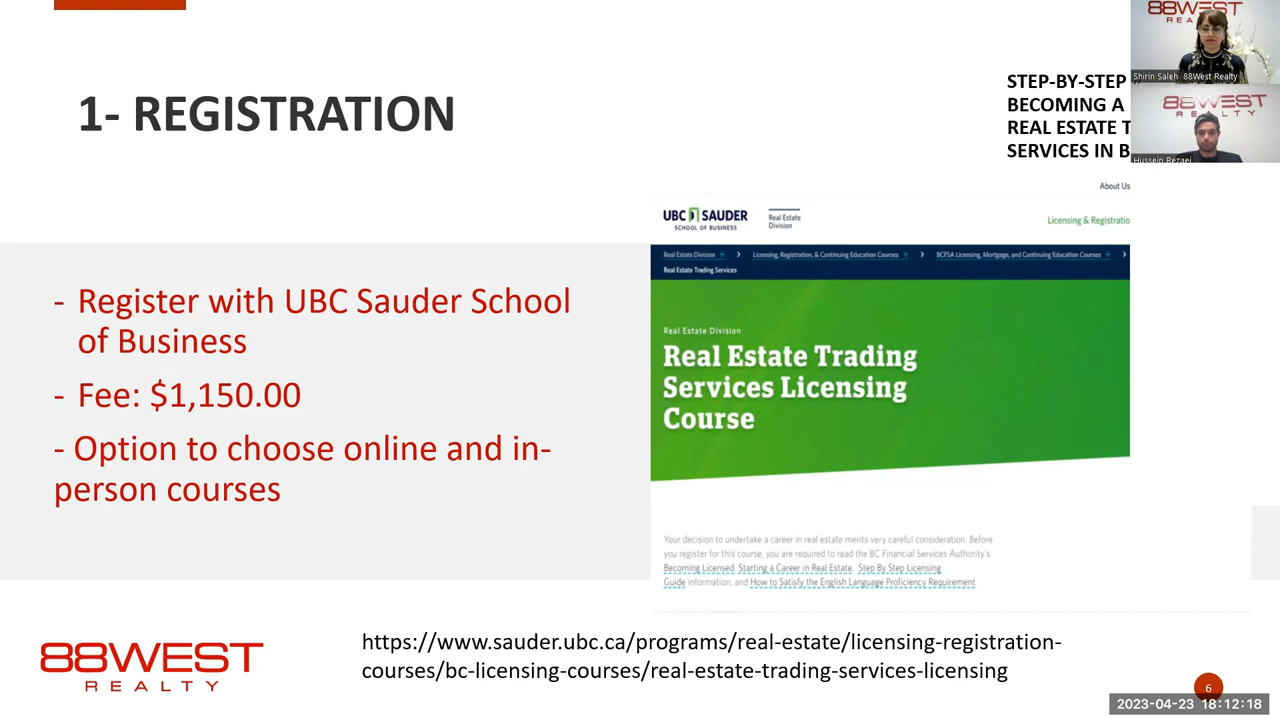 1- REGISTRATION
STEP-BY-STEP
BECOMING A
REAL ESTATE T
SERVICES IN B
88WEST
Shirin Saleh 88West Realty
88WEST
REALTY
Hussein Rezaei
About Us
UBC SAUDER
SCHOOL OF BUSINESS
Real Estate
Division
Licensing & Registratio
Real Estate Division + › Licensing, Registration, & Continuing Education Courses + › BCFSA Licensing, Mortgage, and Continuing Education Courses + ›
Real Estate Trading Services
Real Estate Division
Real Estate Trading
Services Licensing
Course
- Register with UBC Sauder School
of Business
- Fee: $1,150.00
- Option to choose online and in-
person courses
Your decision to undertake a career in real estate merits very careful consideration. Before
you register for this course, you are required to read the BC Financial Services Authority's
Becoming Licensed, Starting a Career in Real Estate, Step By Step Licensing
Guide information, and How to Satisfy the English Language Proficiency Requirement.
88WEST
REALTY
https://www.sauder.ubc.ca/programs/real-estate/licensing-registration-
courses/bc-licensing-courses/real-estate-trading-services-licensing
6
2023-04-23 18:12:18